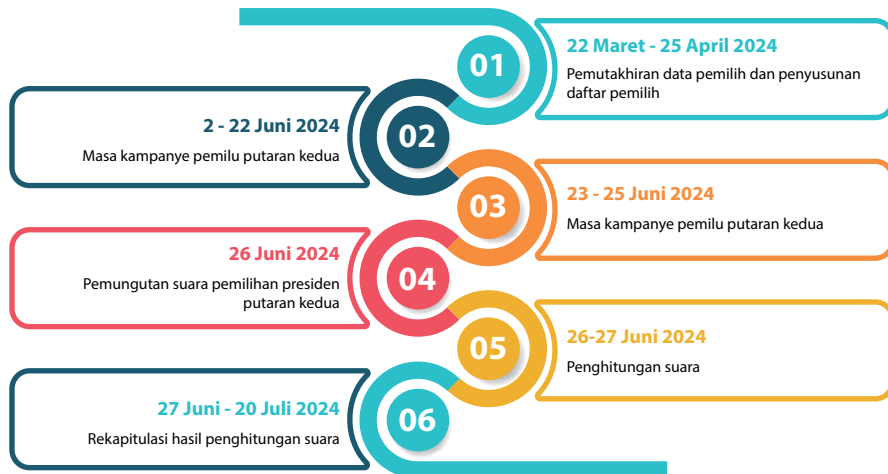 01
22 Maret - 25 April 2024
Pemutakhiran data pemilih dan penyusunan
daftar pemilih
02
2 - 22 Juni 2024
Masa kampanye pemilu putaran kedua
03
23 - 25 Juni 2024
Masa kampanye pemilu putaran kedua
04
26 Juni 2024
Pemungutan suara pemilihan presiden
putaran kedua
05
26-27 Juni 2024
Penghitungan suara
06
27 Juni - 20 Juli 2024
Rekapitulasi hasil penghitungan suara